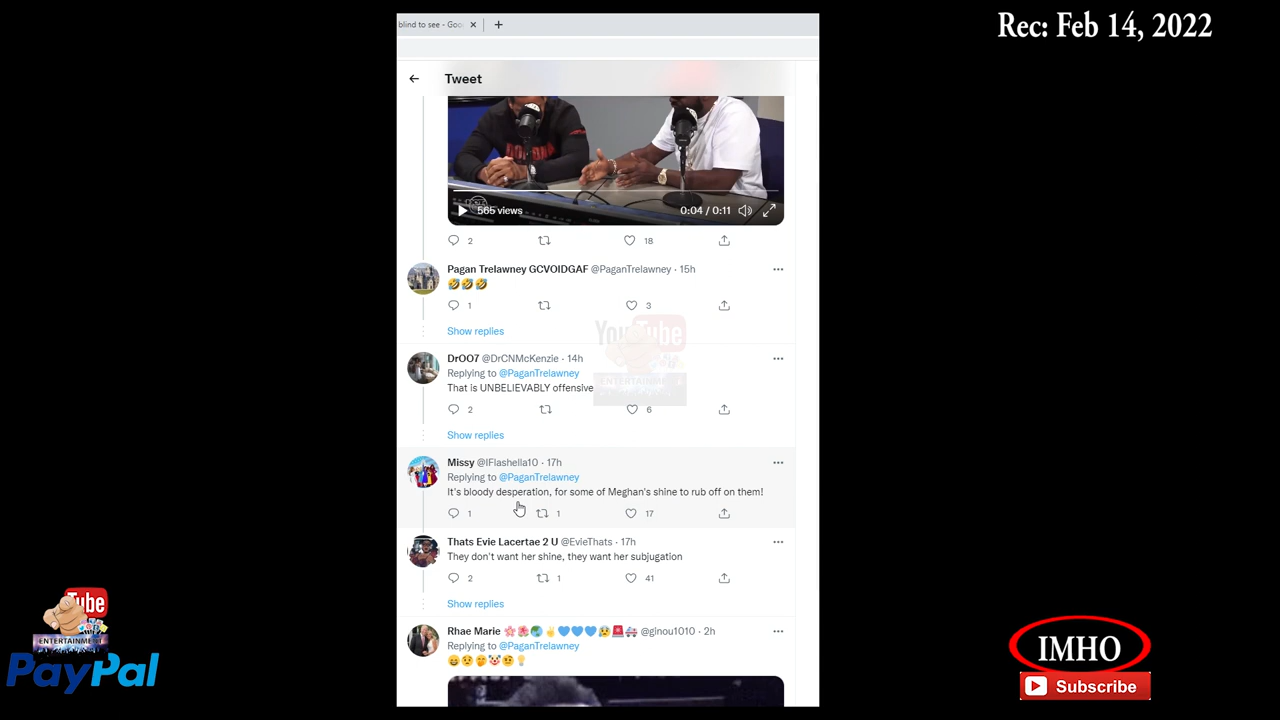 Rec: Feb 14, 2022
blind to see - Goo
Tweet
565 views
0:04 / 0:11
2
18
Pagan Trelawney GCVOIDGAF @PaganTrelawney · 15h
🤣🤣🤣
1
3
Show replies
YouTube
ENTERTAINMENT
DrOO7 @DrCNMcKenzie · 14h
Replying to @PaganTrelawney
That is UNBELIEVABLY offensive
2
6
Show replies
Missy @IFlashella10 · 17h
Replying to @PaganTrelawney
It's bloody desperation, for some of Meghan's shine to rub off on them!
1
1
17
Thats Evie Lacertae 2 U @EvieThats · 17h
They don't want her shine, they want her subjugation
2
1
41
Show replies
Rhae Marie @ginou1010 · 2h
Replying to @PaganTrelawney
Tube
ENTERTAINMENT
PayPal
IMHO
Subscribe